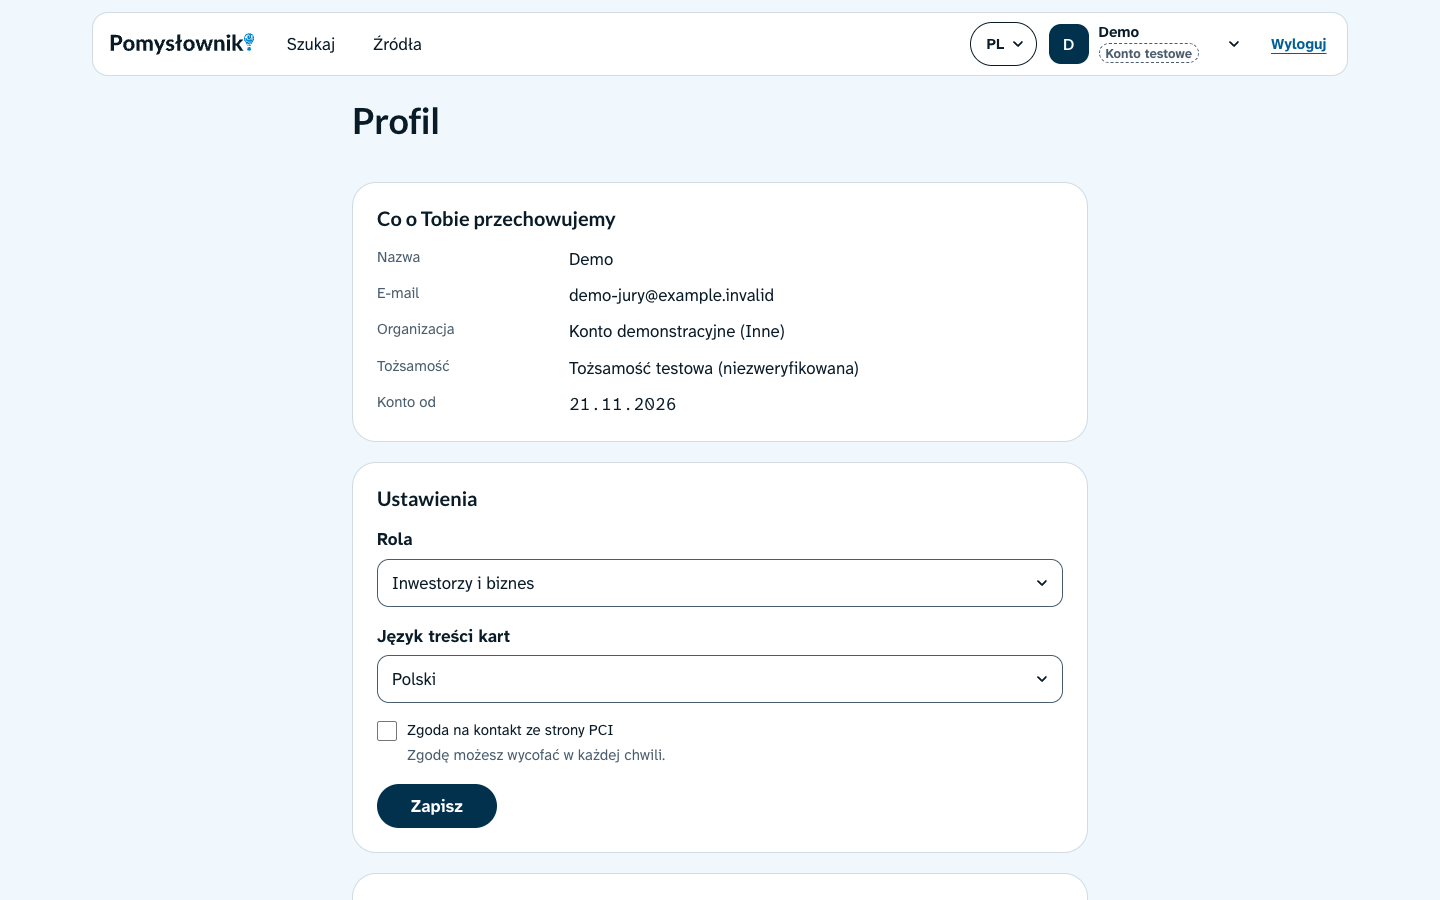 Pomysłownik
Szukaj
Źródła
PL
D
Demo
Konto testowe
Wyloguj
Profil
Co o Tobie przechowujemy
Nazwa
Demo
E-mail
demo-jury@example.invalid
Organizacja
Konto demonstracyjne (Inne)
Tożsamość
Tożsamość testowa (niezweryfikowana)
Konto od
21.11.2026
Ustawienia
Rola
Inwestorzy i biznes
Język treści kart
Polski
Zgoda na kontakt ze strony PCI
Zgodę możesz wycofać w każdej chwili.
Zapisz